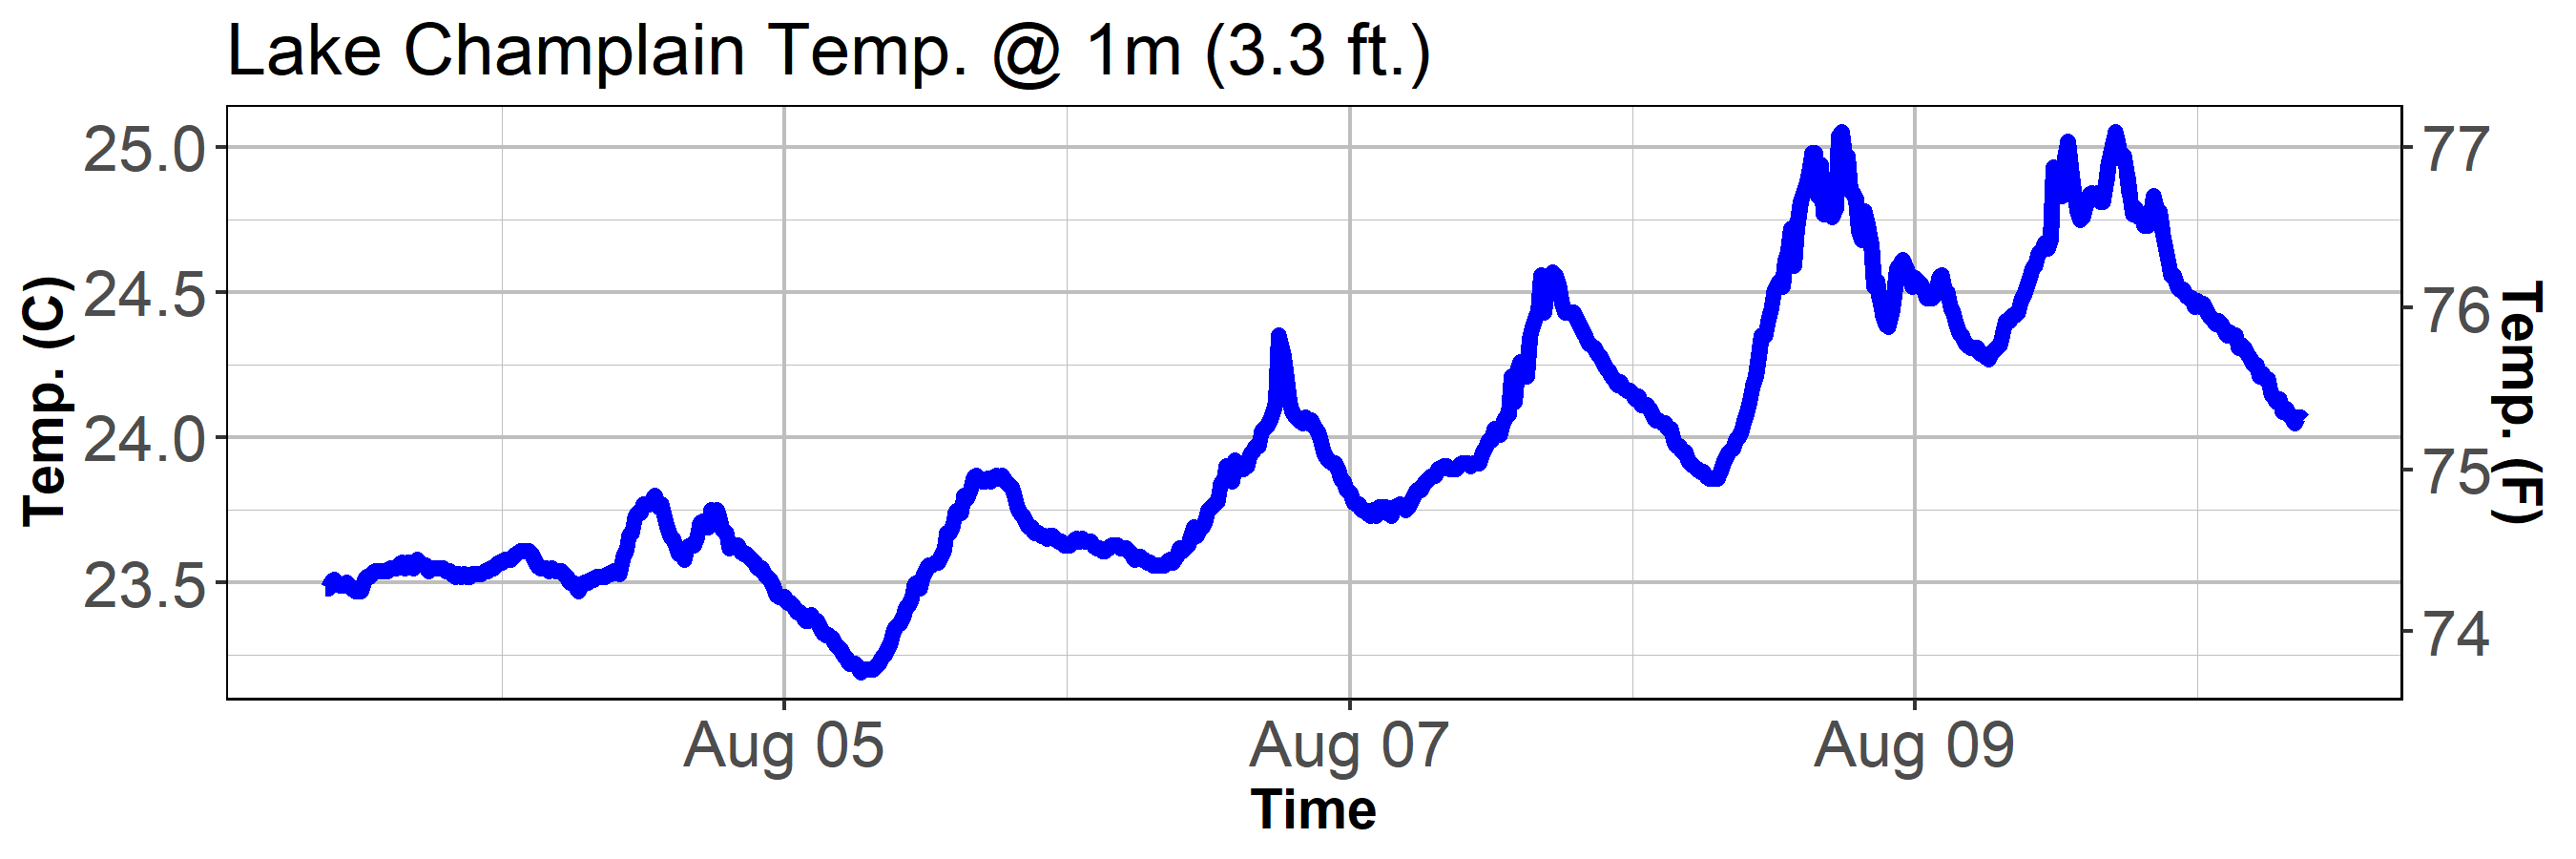 Lake Champlain Temp. @ 1m (3.3 ft.)
Temp. (C)
25.0
24.5
24.0
23.5
77
76
75
74
Temp. (F)
Aug 05
Aug 07
Aug 09
Time